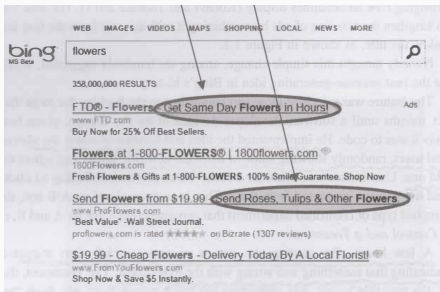 WEB IMAGES VIDEOS MAPS SHOPPING LOCAL NEWS MORE
bing
MS Beta
flowers
358,000,000 RESULTS
FTD® - Flowers - Get Same Day Flowers in Hours!
Ads
www.FTD.com
Buy Now for 25% Off Best Sellers.
Flowers at 1-800-FLOWERS® | 1800flowers.com
1800Flowers.com
Fresh Flowers & Gifts at 1-800-FLOWERS. 100% Smile Guarantee. Shop Now
Send Flowers from $19.99 - Send Roses, Tulips & Other Flowers
www.ProFlowers.com
"Best Value" -Wall Street Journal.
proflowers.com is rated ★★★★★ on Bizrate (1307 reviews)
$19.99 - Cheap Flowers - Delivery Today By A Local Florist!
www.FromYouFlowers.com
Shop Now & Save $5 Instantly.